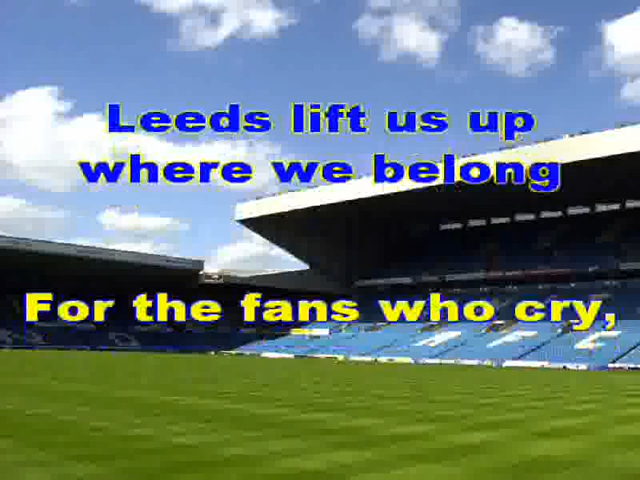 Leeds lift us up
where we belong
For the fans who cry,